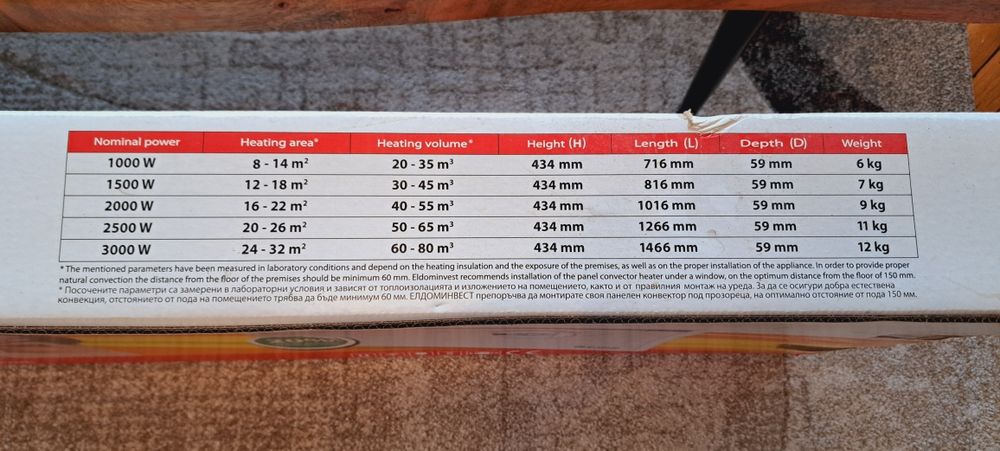 Nominal power Heating area* Heating volume* Height (H) Length (L) Depth (D) Weight
1000 W 8 - 14 m² 20 - 35 m³ 434 mm 716 mm 59 mm 6 kg
1500 W 12 - 18 m² 30 - 45 m³ 434 mm 816 mm 59 mm 7 kg
2000 W 16 - 22 m² 40 - 55 m³ 434 mm 1016 mm 59 mm 9 kg
2500 W 20 - 26 m² 50 - 65 m³ 434 mm 1266 mm 59 mm 11 kg
3000 W 24 - 32 m² 60 - 80 m³ 434 mm 1466 mm 59 mm 12 kg
* The mentioned parameters have been measured in laboratory conditions and depend on the heating insulation and the exposure of the premises, as well as on the proper installation of the appliance. In order to provide proper
natural convection the distance from the floor of the premises should be minimum 60 mm. Eldominvest recommends installation of the panel convector heater under a window, on the optimum distance from the floor of 150 mm.
* Посочените параметри са замерени в лабораторни условия и зависят от топлоизолацията и изложението на помещението, както и от правилния монтаж на уреда. За да се осигури добра естествена
конвекция, отстоянието от пода на помещението трябва да бъде минимум 60 мм. ЕЛДОМИНВЕСТ препоръчва да монтирате своя панелен конвектор под прозореца, на оптимално отстояние от пода 150 мм.